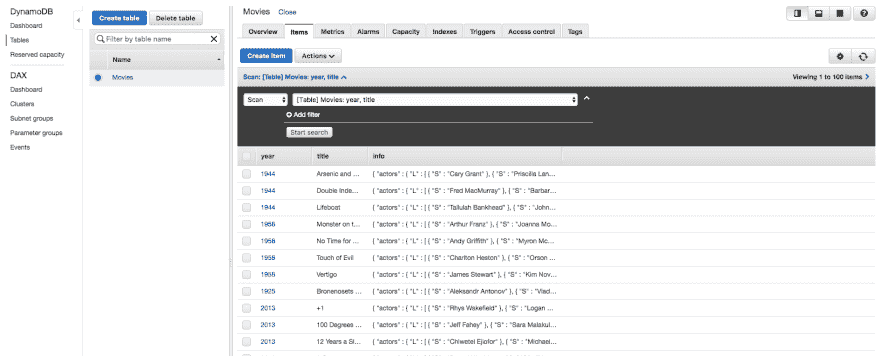 DynamoDB
Dashboard
Tables
Reserved capacity
DAX
Dashboard
Clusters
Subnet groups
Parameter groups
Events
Create table Delete table
Filter by table name
Name
Movies
Movies Close
Overview Items Metrics Alarms Capacity Indexes Triggers Access control Tags
Create item Actions
Scan: [Table] Movies: year, title Viewing 1 to 100 items
Scan [Table] Movies: year, title
Add filter
Start search
year title info
1944 Arsenic and ... { "actors" : { "L" : [ { "S" : "Cary Grant" }, { "S" : "Priscilla Lan...
1944 Double Inde... { "actors" : { "L" : [ { "S" : "Fred MacMurray" }, { "S" : "Barbar...
1944 Lifeboat { "actors" : { "L" : [ { "S" : "Tallulah Bankhead" }, { "S" : "John...
1958 Monster on t... { "actors" : { "L" : [ { "S" : "Arthur Franz" }, { "S" : "Joanna Mo...
1958 No Time for ... { "actors" : { "L" : [ { "S" : "Andy Griffith" }, { "S" : "Myron Mc...
1958 Touch of Evil { "actors" : { "L" : [ { "S" : "Charlton Heston" }, { "S" : "Orson ...
1958 Vertigo { "actors" : { "L" : [ { "S" : "James Stewart" }, { "S" : "Kim Nov...
1925 Bronenosets ... { "actors" : { "L" : [ { "S" : "Aleksandr Antonov" }, { "S" : "Vlad...
2013 +1 { "actors" : { "L" : [ { "S" : "Rhys Wakefield" }, { "S" : "Logan ...
2013 100 Degrees ... { "actors" : { "L" : [ { "S" : "Jeff Fahey" }, { "S" : "Sara Malakul...
2013 12 Years a Sl... { "actors" : { "L" : [ { "S" : "Chiwetel Ejiofor" }, { "S" : "Michael...